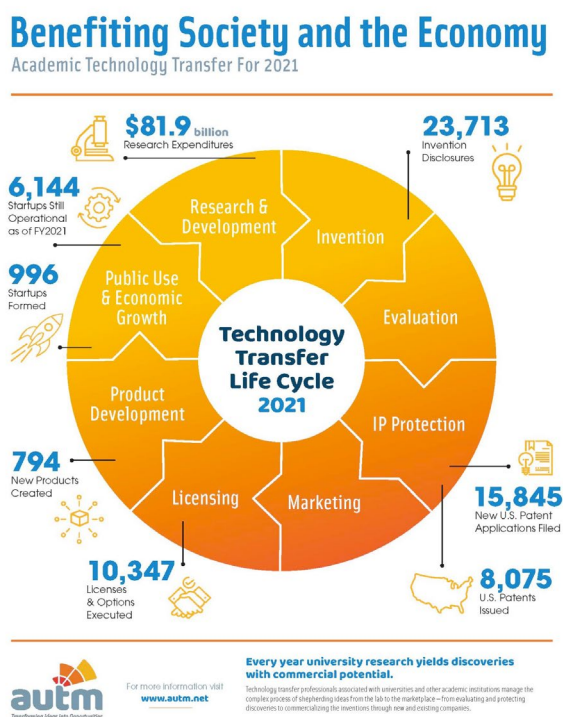 Benefiting Society and the Economy
Academic Technology Transfer For 2021
$81.9 billion
Research Expenditures
23,713
Invention
Disclosures
6,144
Startups Still
Operational
as of FY2021
996
Startups
Formed
Research &
Development
Invention
Public Use
& Economic
Growth
Evaluation
Technology
Transfer
Life Cycle
2021
Product
Development
IP Protection
Licensing
Marketing
794
New Products
Created
15,845
New U.S. Patent
Applications Filed
10,347
Licenses
& Options
Executed
8,075
U.S. Patents
Issued
autm
Transforming Ideas Into Opportunities
For more information visit
www.autm.net
Every year university research yields discoveries
with commercial potential.
Technology transfer professionals associated with universities and other academic institutions manage the
complex process of shepherding ideas from the lab to the marketplace – from evaluating and protecting
discoveries to commercializing the inventions through new and existing companies.